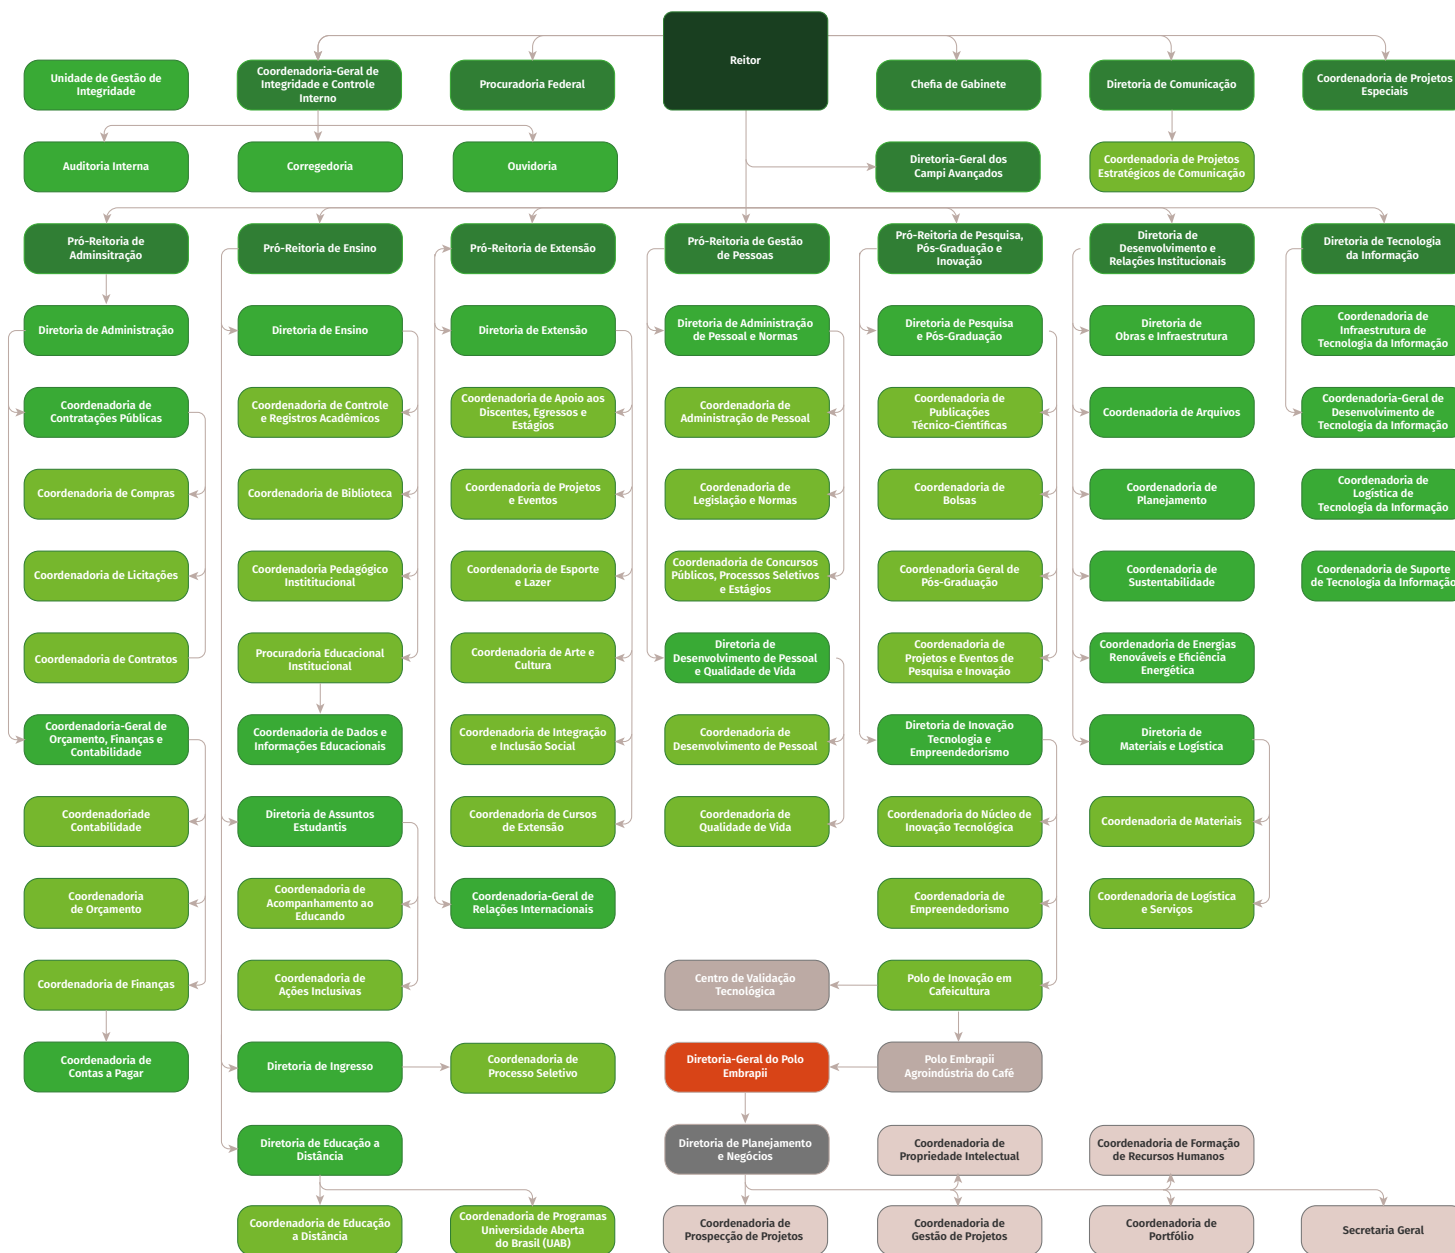 Reitor
Unidade de Gestão de
Integridade
Coordenadoria-Geral de
Integridade e Controle
Interno
Procuradoria Federal
Chefia de Gabinete
Diretoria de Comunicação
Coordenadoria de Projetos
Especiais
Auditoria Interna
Corregedoria
Ouvidoria
Diretoria-Geral dos
Campi Avançados
Coordenadoria de Projetos
Estratégicos de Comunicação
Pró-Reitoria de
Adminsitração
Pró-Reitoria de Ensino
Pró-Reitoria de Extensão
Pró-Reitoria de Gestão
de Pessoas
Pró-Reitoria de Pesquisa,
Pós-Graduação e
Inovação
Diretoria de
Desenvolvimento e
Relações Institucionais
Diretoria de Tecnologia
da Informação
Diretoria de Administração
Diretoria de Ensino
Diretoria de Extensão
Diretoria de Administração
de Pessoal e Normas
Diretoria de Pesquisa
e Pós-Graduação
Diretoria de
Obras e Infraestrutura
Coordenadoria de
Infraestrutura de
Tecnologia da Informação
Coordenadoria de
Contratações Públicas
Coordenadoria de Controle
e Registros Acadêmicos
Coordenadoria de Apoio aos
Discentes, Egressos e
Estágios
Coordenadoria de
Administração de Pessoal
Coordenadoria de
Publicações
Técnico-Científicas
Coordenadoria de Arquivos
Coordenadoria-Geral de
Desenvolvimento de
Tecnologia da Informação
Coordenadoria de Compras
Coordenadoria de Biblioteca
Coordenadoria de Projetos
e Eventos
Coordenadoria de
Legislação e Normas
Coordenadoria de
Bolsas
Coordenadoria de
Planejamento
Coordenadoria de
Logística de
Tecnologia da Informação
Coordenadoria de Licitações
Coordenadoria Pedagógico
Instititucional
Coordenadoria de Esporte
e Lazer
Coordenadoria de Concursos
Públicos, Processos Seletivos
e Estágios
Coordenadoria Geral de
Pós-Graduação
Coordenadoria de
Sustentabilidade
Coordenadoria de Suporte
de Tecnologia da Informação
Coordenadoria de Contratos
Procuradoria Educacional
Institucional
Coordenadoria de Arte e
Cultura
Diretoria de
Desenvolvimento de Pessoal
e Qualidade de Vida
Coordenadoria de
Projetos e Eventos de
Pesquisa e Inovação
Coordenadoria de Energias
Renováveis e Eficiência
Energética
Coordenadoria-Geral de
Orçamento, Finanças e
Contabilidade
Coordenadoria de Dados e
Informações Educacionais
Coordenadoria de Integração
e Inclusão Social
Coordenadoria de
Desenvolvimento de Pessoal
Diretoria de Inovação
Tecnologia e
Empreendedorismo
Diretoria de
Materiais e Logística
Coordenadoriade
Contabilidade
Diretoria de Assuntos
Estudantis
Coordenadoria de Cursos
de Extensão
Coordenadoria de
Qualidade de Vida
Coordenadoria do Núcleo de
Inovação Tecnológica
Coordenadoria de Materiais
Coordenadoria
de Orçamento
Coordenadoria de
Acompanhamento ao
Educando
Coordenadoria-Geral de
Relações Internacionais
Coordenadoria de
Empreendedorismo
Coordenadoria de Logística
e Serviços
Coordenadoria de Finanças
Coordenadoria de
Ações Inclusivas
Centro de Validação
Tecnológica
Polo de Inovação em
Cafeicultura
Coordenadoria de
Contas a Pagar
Diretoria de Ingresso
Coordenadoria de
Processo Seletivo
Diretoria-Geral do Polo
Embrapii
Polo Embrapii
Agroindústria do Café
Diretoria de Educação a
Distância
Diretoria de Planejamento
e Negócios
Coordenadoria de
Propriedade Intelectual
Coordenadoria de Formação
de Recursos Humanos
Coordenadoria de Educação
a Distância
Coordenadoria de Programas
Universidade Aberta
do Brasil (UAB)
Coordenadoria de
Prospecção de Projetos
Coordenadoria de
Gestão de Projetos
Coordenadoria de
Portfólio
Secretaria Geral